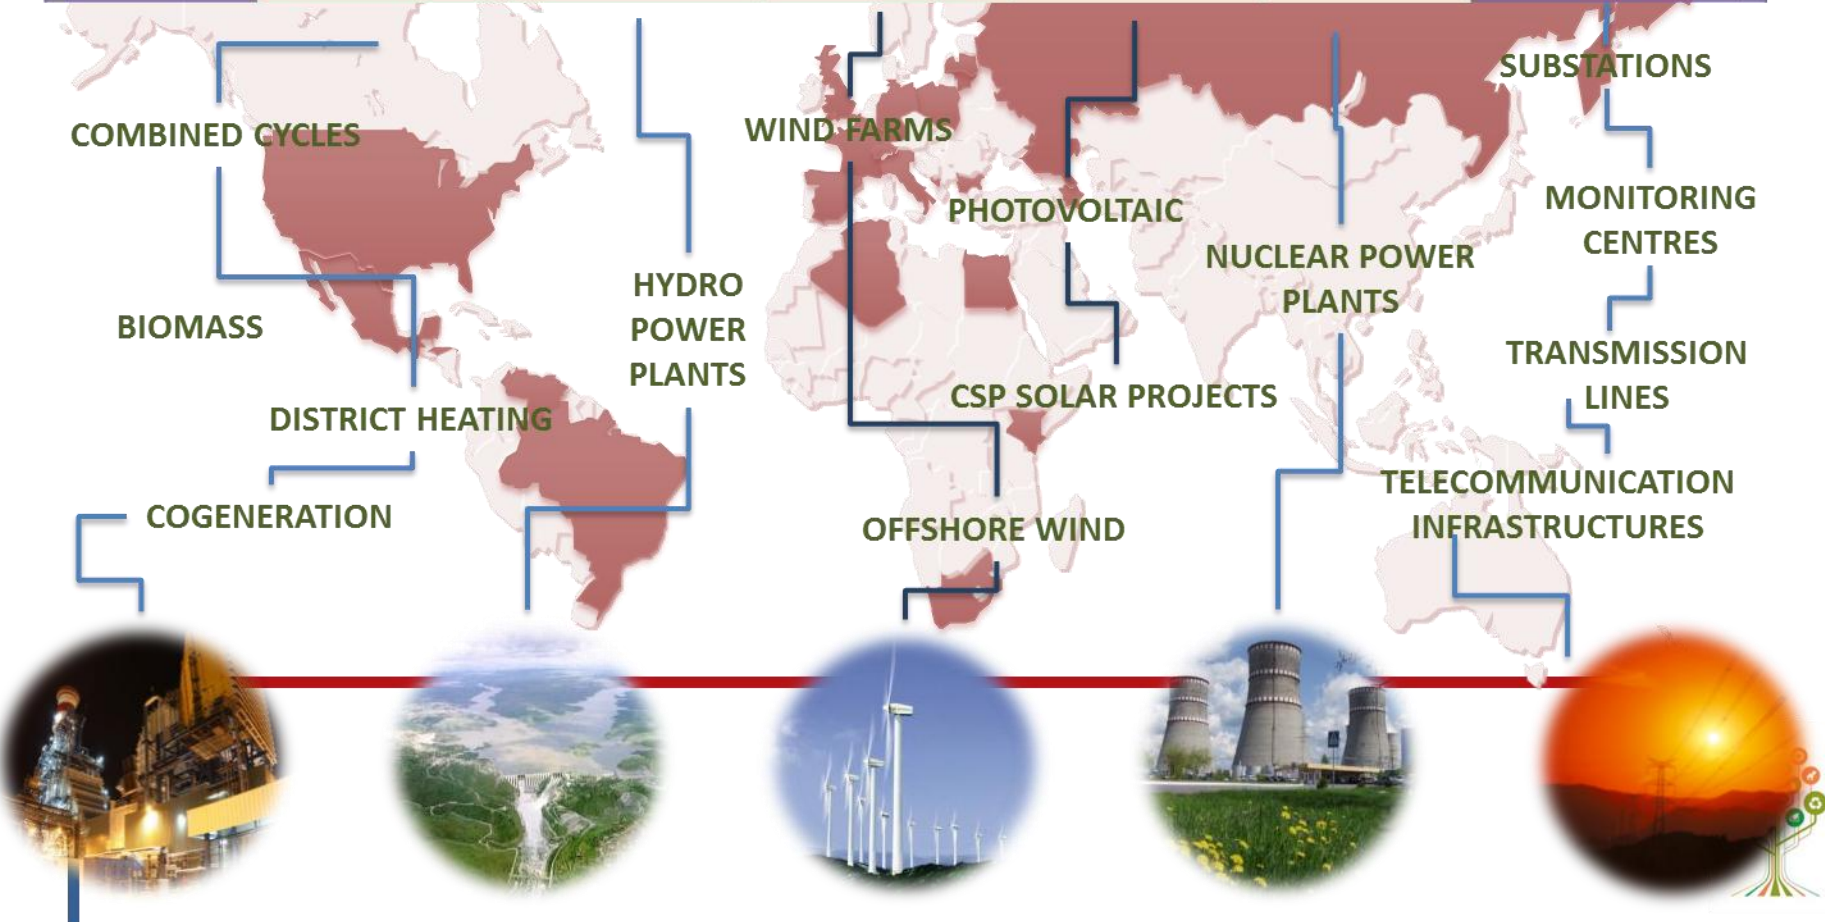 COMBINED CYCLES
BIOMASS
DISTRICT HEATING
COGENERATION
HYDRO
POWER
PLANTS
WIND FARMS
PHOTOVOLTAIC
CSP SOLAR PROJECTS
OFFSHORE WIND
NUCLEAR POWER
PLANTS
SUBSTATIONS
MONITORING
CENTRES
TRANSMISSION
LINES
TELECOMMUNICATION
INFRASTRUCTURES